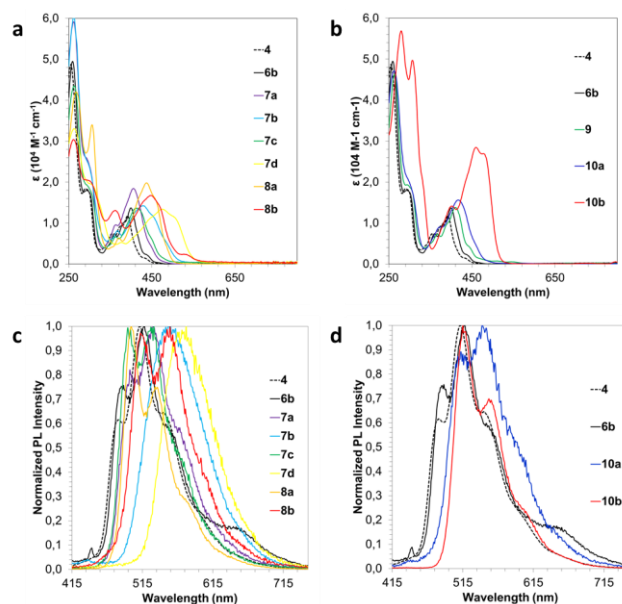 a
ε (10⁴ M⁻¹ cm⁻¹)
6,0
5,0
4,0
3,0
2,0
1,0
0,0
250
450
650
Wavelength (nm)
4
6b
7a
7b
7c
7d
8a
8b
b
ε (104 M-1 cm-1)
6,0
5,0
4,0
3,0
2,0
1,0
0,0
250
450
650
Wavelength (nm)
4
6b
9
10a
10b
c
Normalized PL Intensity
1,0
0,9
0,8
0,7
0,6
0,5
0,4
0,3
0,2
0,1
0,0
415
515
615
715
Wavelength (nm)
4
6b
7a
7b
7c
7d
8a
8b
d
Normalized PL Intensity
1,0
0,9
0,8
0,7
0,6
0,5
0,4
0,3
0,2
0,1
0,0
415
515
615
715
Wavelength (nm)
4
6b
10a
10b